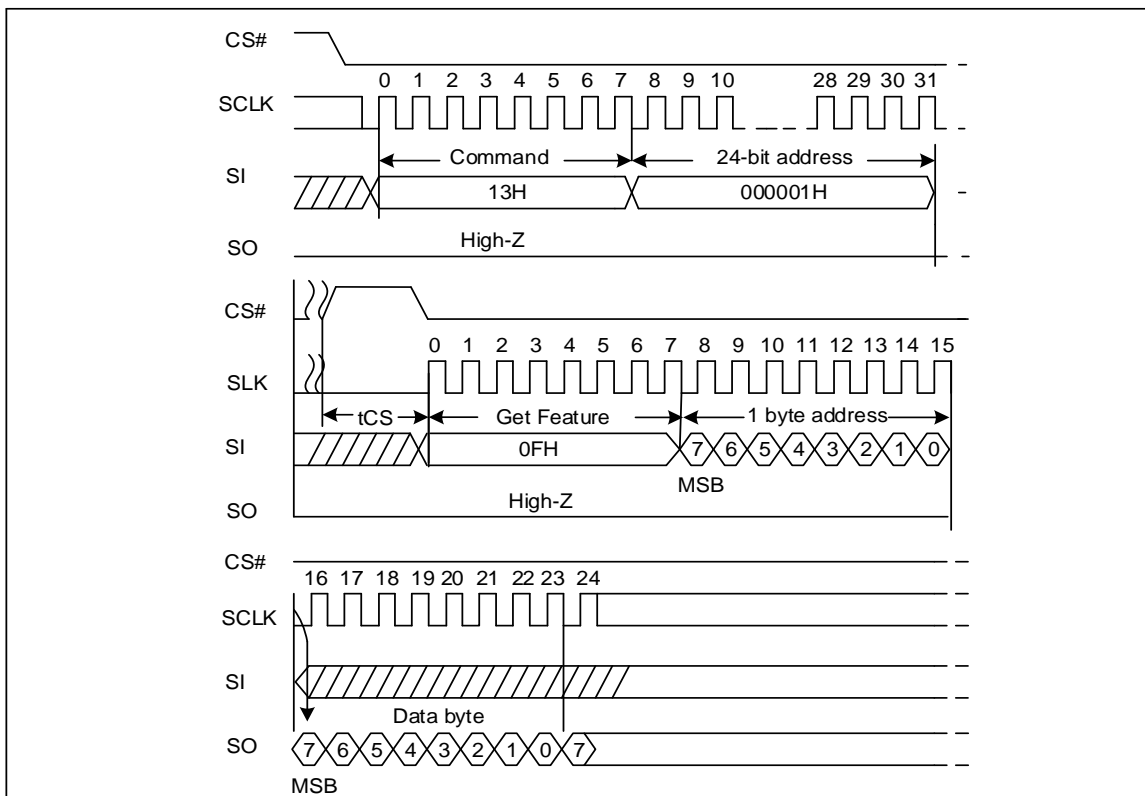 CS#
0 1 2 3 4 5 6 7 8 9 10 28 29 30 31
SCLK
Command 24-bit address
SI
13H 000001H
High-Z
SO
CS#
0 1 2 3 4 5 6 7 8 9 10 11 12 13 14 15
SLK
tCS Get Feature 1 byte address
SI
0FH 7 6 5 4 3 2 1 0
MSB
High-Z
SO
CS#
16 17 18 19 20 21 22 23 24
SCLK
SI
Data byte
SO 7 6 5 4 3 2 1 0 7
MSB